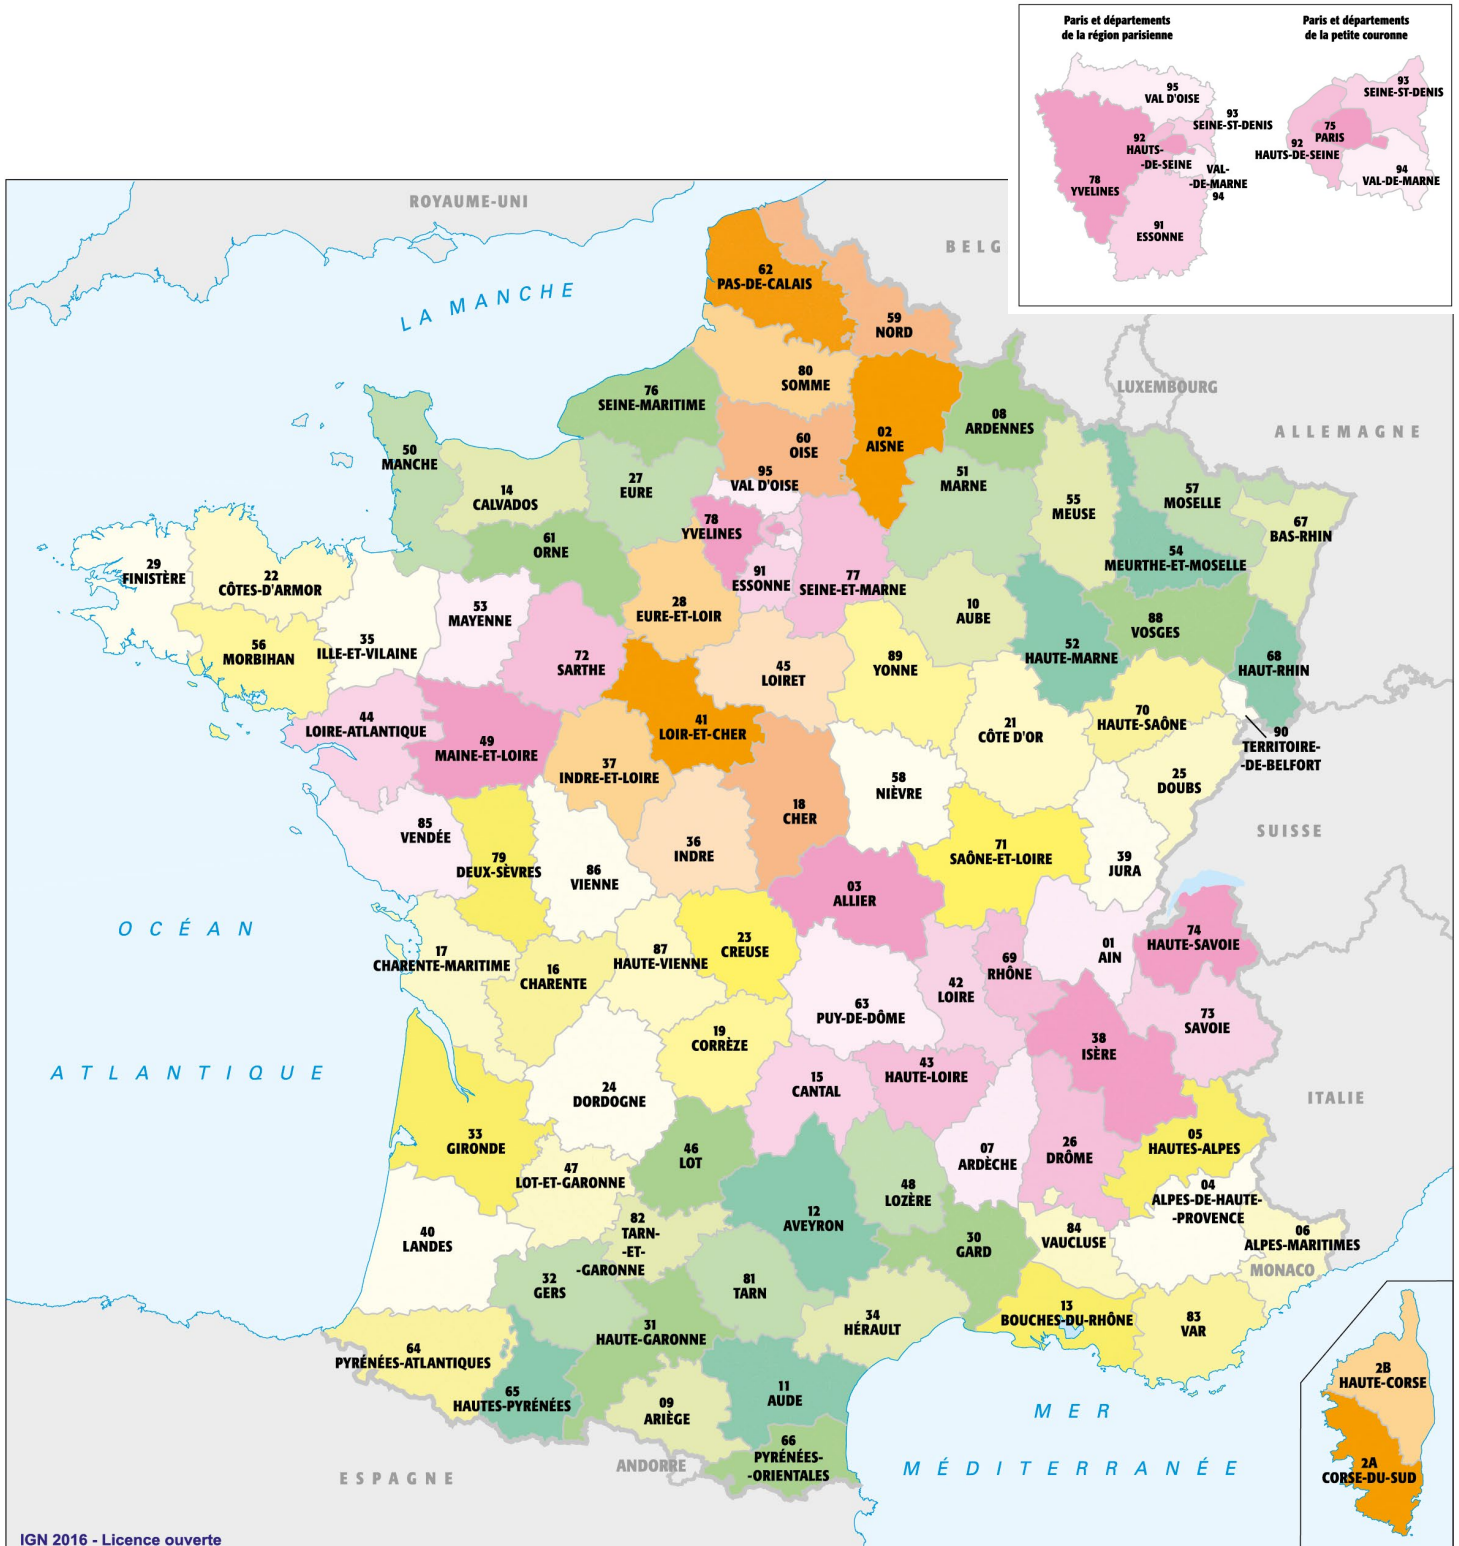 Paris et départements
de la région parisienne
Paris et départements
de la petite couronne
95
VAL D'OISE
93
SEINE-ST-DENIS
92
HAUTS-
-DE-SEINE
VAL-
-DE-MARNE
94
78
YVELINES
91
ESSONNE
93
SEINE-ST-DENIS
75
PARIS
92
HAUTS-DE-SEINE
94
VAL-DE-MARNE
ROYAUME-UNI
BELG
LA MANCHE
62
PAS-DE-CALAIS
59
NORD
80
SOMME
76
SEINE-MARITIME
LUXEMBOURG
ALLEMAGNE
02
AISNE
08
ARDENNES
60
OISE
50
MANCHE
95
VAL D'OISE
27
EURE
14
CALVADOS
51
MARNE
55
MEUSE
57
MOSELLE
67
BAS-RHIN
78
YVELINES
61
ORNE
54
MEURTHE-ET-MOSELLE
29
FINISTÈRE
22
CÔTES-D'ARMOR
91
ESSONNE
77
SEINE-ET-MARNE
53
MAYENNE
28
EURE-ET-LOIR
10
AUBE
88
VOSGES
56
MORBIHAN
35
ILLE-ET-VILAINE
72
SARTHE
45
LOIRET
89
YONNE
52
HAUTE-MARNE
68
HAUT-RHIN
44
LOIRE-ATLANTIQUE
49
MAINE-ET-LOIRE
41
LOIR-ET-CHER
21
CÔTE D'OR
70
HAUTE-SAÔNE
90
TERRITOIRE-
-DE-BELFORT
37
INDRE-ET-LOIRE
58
NIÈVRE
25
DOUBS
18
CHER
85
VENDÉE
SUISSE
79
DEUX-SÈVRES
86
VIENNE
36
INDRE
71
SAÔNE-ET-LOIRE
39
JURA
03
ALLIER
OCÉAN
17
CHARENTE-MARITIME
16
CHARENTE
87
HAUTE-VIENNE
23
CREUSE
69
RHÔNE
01
AIN
74
HAUTE-SAVOIE
42
LOIRE
63
PUY-DE-DÔME
73
SAVOIE
19
CORRÈZE
38
ISÈRE
ATLANTIQUE
24
DORDOGNE
15
CANTAL
43
HAUTE-LOIRE
ITALIE
33
GIRONDE
46
LOT
07
ARDÈCHE
26
DRÔME
05
HAUTES-ALPES
47
LOT-ET-GARONNE
48
LOZÈRE
04
ALPES-DE-HAUTE-
-PROVENCE
12
AVEYRON
40
LANDES
82
TARN-
-ET-
-GARONNE
30
GARD
84
VAUCLUSE
06
ALPES-MARITIMES
MONACO
32
GERS
81
TARN
31
HAUTE-GARONNE
34
HÉRAULT
13
BOUCHES-DU-RHÔNE
83
VAR
64
PYRÉNÉES-ATLANTIQUES
65
HAUTES-PYRÉNÉES
09
ARIÈGE
11
AUDE
2B
HAUTE-CORSE
MER
66
PYRÉNÉES-
-ORIENTALES
ANDORRE
ESPAGNE
MÉDITERRANÉE
2A
CORSE-DU-SUD
IGN 2016 - Licence ouverte